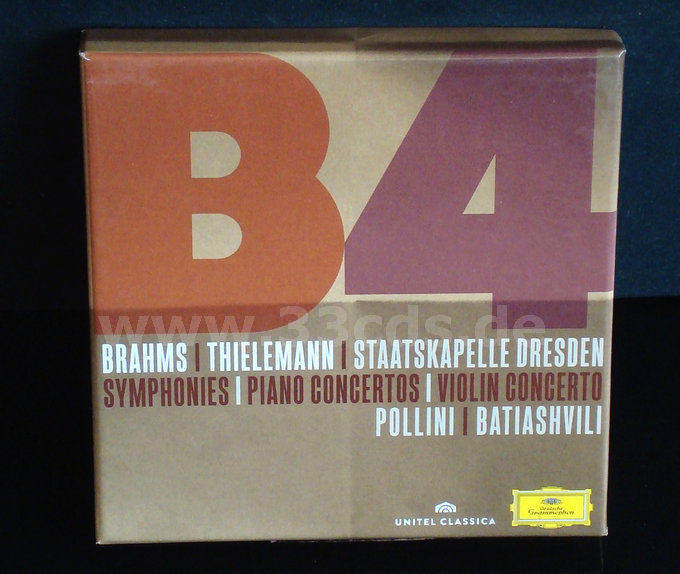 B4
www.33cds.de
BRAHMS | THIELEMANN | STAATSKAPELLE DRESDEN
SYMPHONIES | PIANO CONCERTOS | VIOLIN CONCERTO
POLLINI | BATIASHVILI
UNITEL CLASSICA
Deutsche
Grammophon